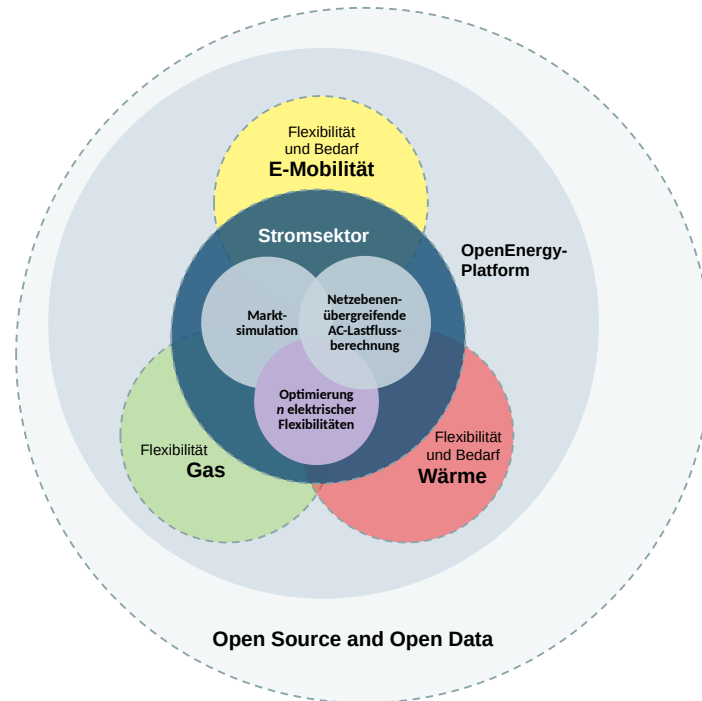 Flexibilität
und Bedarf
E-Mobilität
Stromsektor
OpenEnergy-
Platform
Markt-
simulation
Netzebenen-
übergreifende
AC-Lastfluss-
berechnung
Optimierung
n elektrischer
Flexibilitäten
Flexibilität
Gas
Flexibilität
und Bedarf
Wärme
Open Source and Open Data